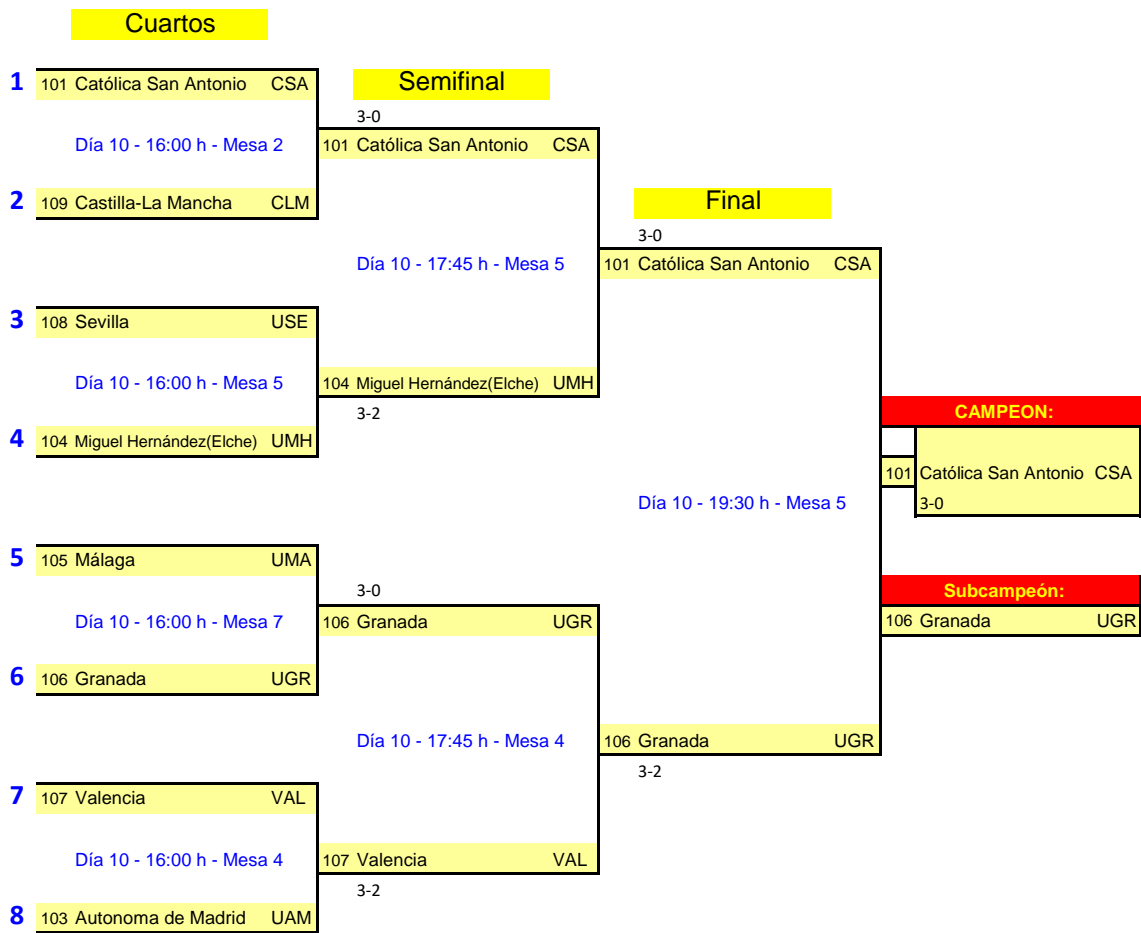 Cuartos
1 101 Católica San Antonio CSA
Semifinal
3-0
Día 10 - 16:00 h - Mesa 2
101 Católica San Antonio CSA
2 109 Castilla-La Mancha CLM
Final
3-0
Día 10 - 17:45 h - Mesa 5
101 Católica San Antonio CSA
3 108 Sevilla USE
Día 10 - 16:00 h - Mesa 5
104 Miguel Hernández(Elche) UMH
3-2
CAMPEON:
4 104 Miguel Hernández(Elche) UMH
101 Católica San Antonio CSA
Día 10 - 19:30 h - Mesa 5
3-0
5 105 Málaga UMA
3-0
Subcampeón:
Día 10 - 16:00 h - Mesa 7
106 Granada UGR
106 Granada UGR
6 106 Granada UGR
Día 10 - 17:45 h - Mesa 4
106 Granada UGR
3-2
7 107 Valencia VAL
Día 10 - 16:00 h - Mesa 4
107 Valencia VAL
3-2
8 103 Autonoma de Madrid UAM